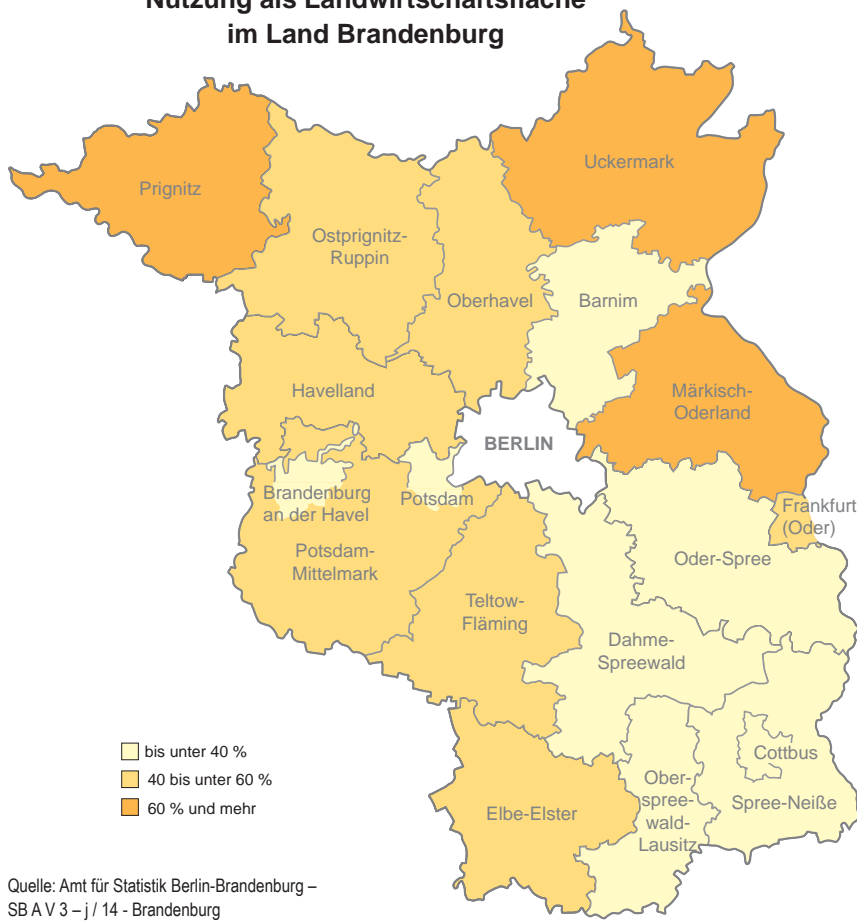 Nutzung als Landwirtschaftsfläche
im Land Brandenburg
Uckermark
Prignitz
Ostprignitz-
Ruppin
Oberhavel
Barnim
Havelland
Märkisch-
Oderland
BERLIN
Brandenburg
an der Havel
Potsdam
Frankfurt
(Oder)
Potsdam-
Mittelmark
Oder-Spree
Teltow-
Fläming
Dahme-
Spreewald
bis unter 40 %
40 bis unter 60 %
60 % und mehr
Cottbus
Ober-
spree-
wald-
Lausitz
Spree-Neiße
Elbe-Elster
Quelle: Amt für Statistik Berlin-Brandenburg –
SB A V 3 – j / 14 - Brandenburg